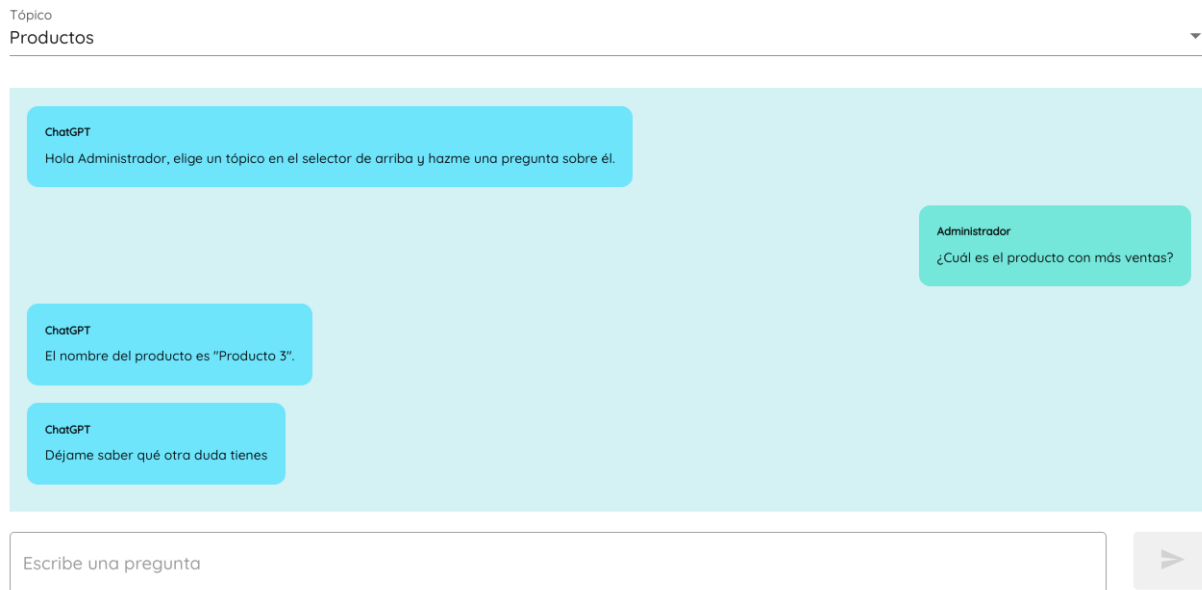 Tópico
Productos
ChatGPT
Hola Administrador, elige un tópico en el selector de arriba y hazme una pregunta sobre él.
Administrador
¿Cuál es el producto con más ventas?
ChatGPT
El nombre del producto es "Producto 3".
ChatGPT
Déjame saber qué otra duda tienes
Escribe una pregunta